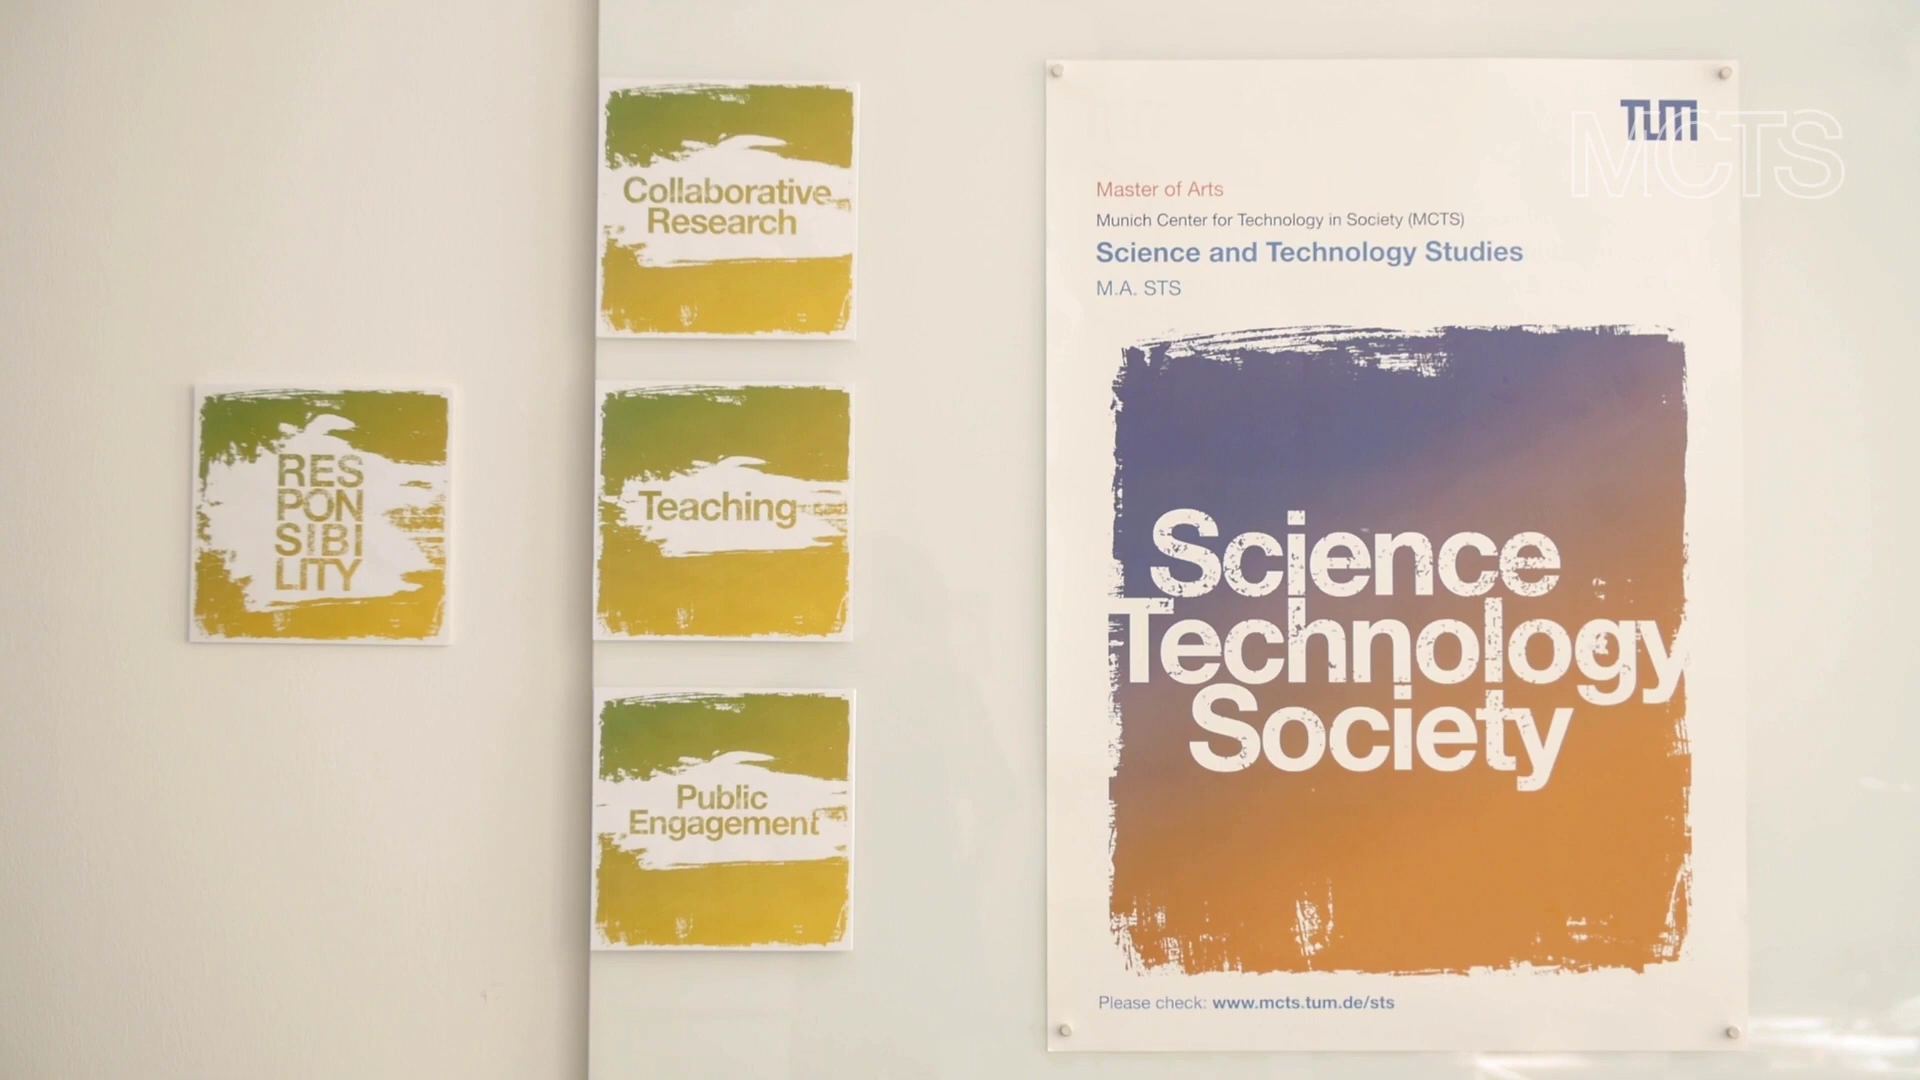 RES
PON
SIBI
LITY
Collaborative
Research
Teaching
Public
Engagement
TUM
MCTS
Master of Arts
Munich Center for Technology in Society (MCTS)
Science and Technology Studies
M.A. STS
Science
Technology
Society
Please check: www.mcts.tum.de/sts